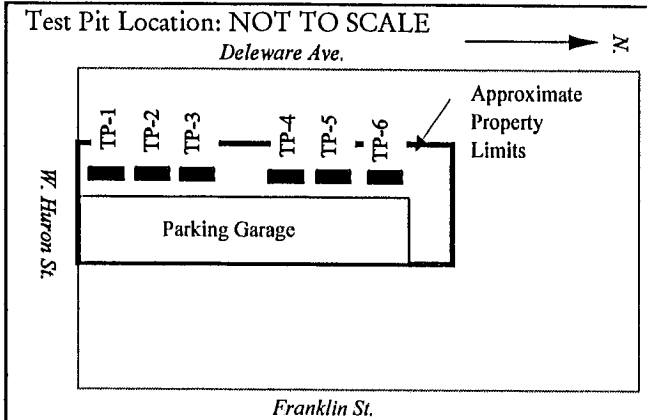 Test Pit Location: NOT TO SCALE
Deleware Ave.
N.
Approximate
Property
Limits
TP-1
TP-2
TP-3
TP-4
TP-5
TP-6
W. Huron St.
Parking Garage
Franklin St.